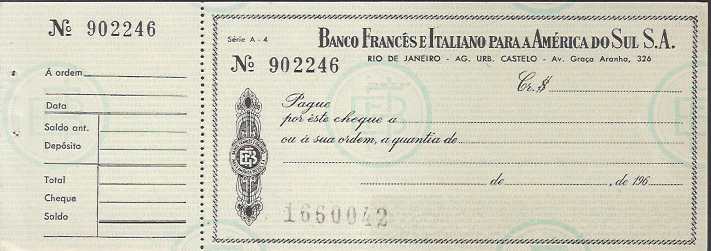 Nº 902246
À ordem
Data
Saldo ant.
Depósito
Total
Cheque
Saldo
Série A - 4
BANCO FRANCÊS E ITALIANO PARA A AMÉRICA DO SUL S.A.
Nº 902246
RIO DE JANEIRO - AG. URB. CASTELO - Av. Graça Aranha, 326
Cr.$
Pague
por êste cheque a
ou à sua ordem, a quantia de
de , de 196
1660042